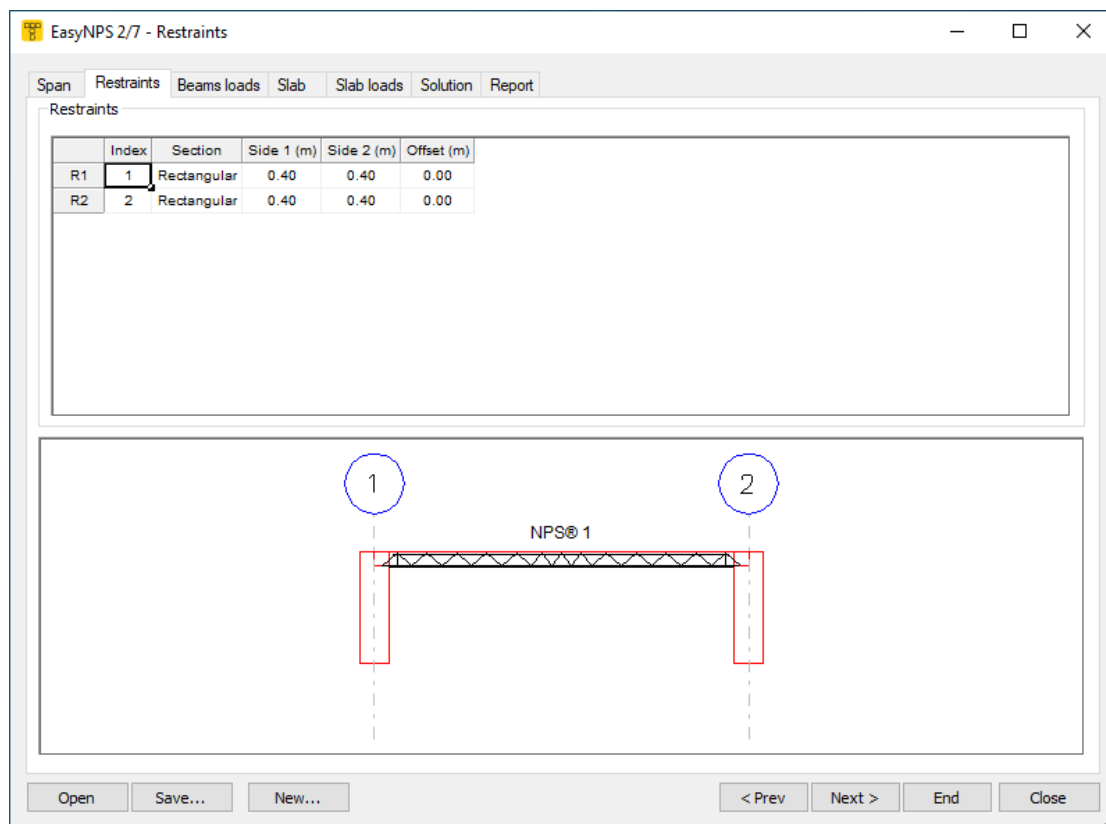 EasyNPS 2/7 - Restraints
Span Restraints Beams loads Slab Slab loads Solution Report
Restraints
Index Section Side 1 (m) Side 2 (m) Offset (m)
R1 1 Rectangular 0.40 0.40 0.00
R2 2 Rectangular 0.40 0.40 0.00
1 2
NPS® 1
Open Save... New... < Prev Next > End Close